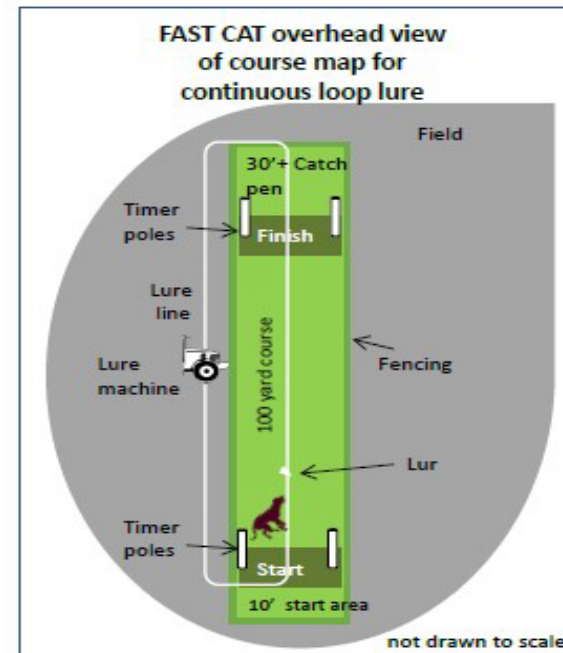 FAST CAT overhead view
of course map for
continuous loop lure
Field
30'+ Catch
pen
Timer
poles
Finish
Lure
line
Lure
machine
100 yard course
Fencing
Lur
Timer
poles
Start
10' start area
not drawn to scale